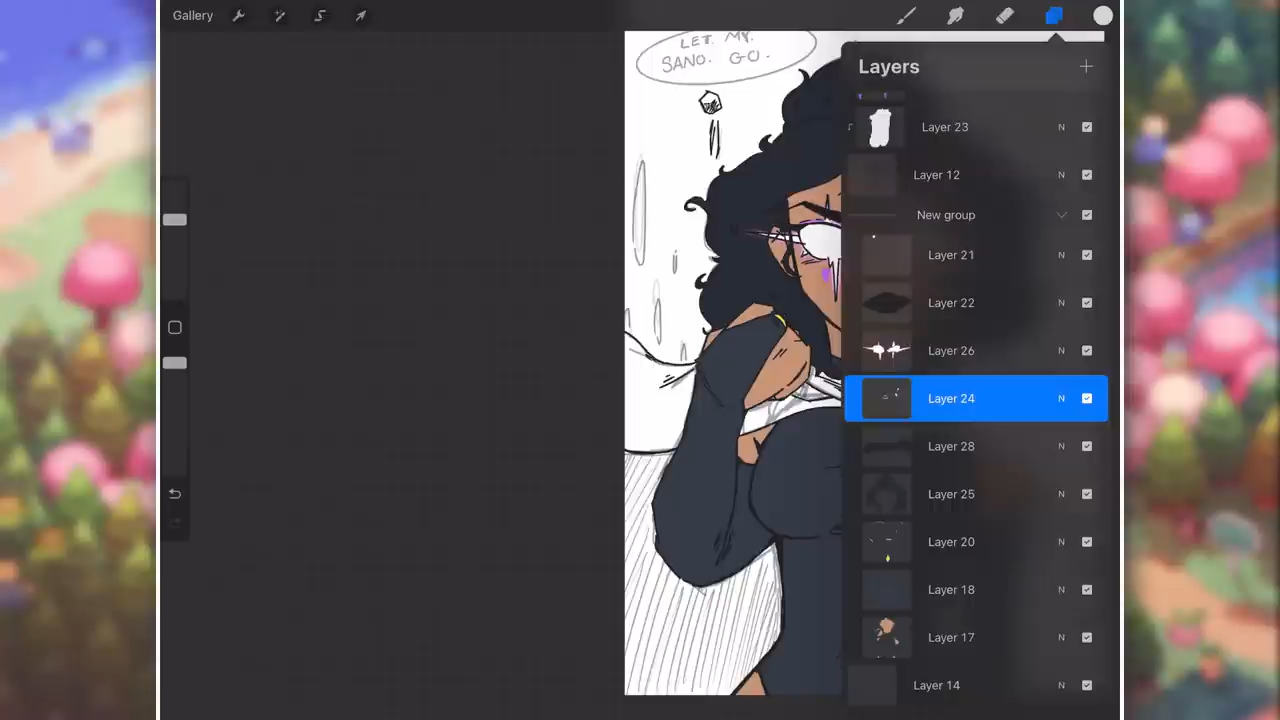 Gallery
LET. MY.
SANO. GO.
Layers
Layer 23
N
Layer 12
N
New group
Layer 21
N
Layer 22
N
Layer 26
N
Layer 24
N
Layer 28
N
Layer 25
N
Layer 20
N
Layer 18
N
Layer 17
N
Layer 14
N